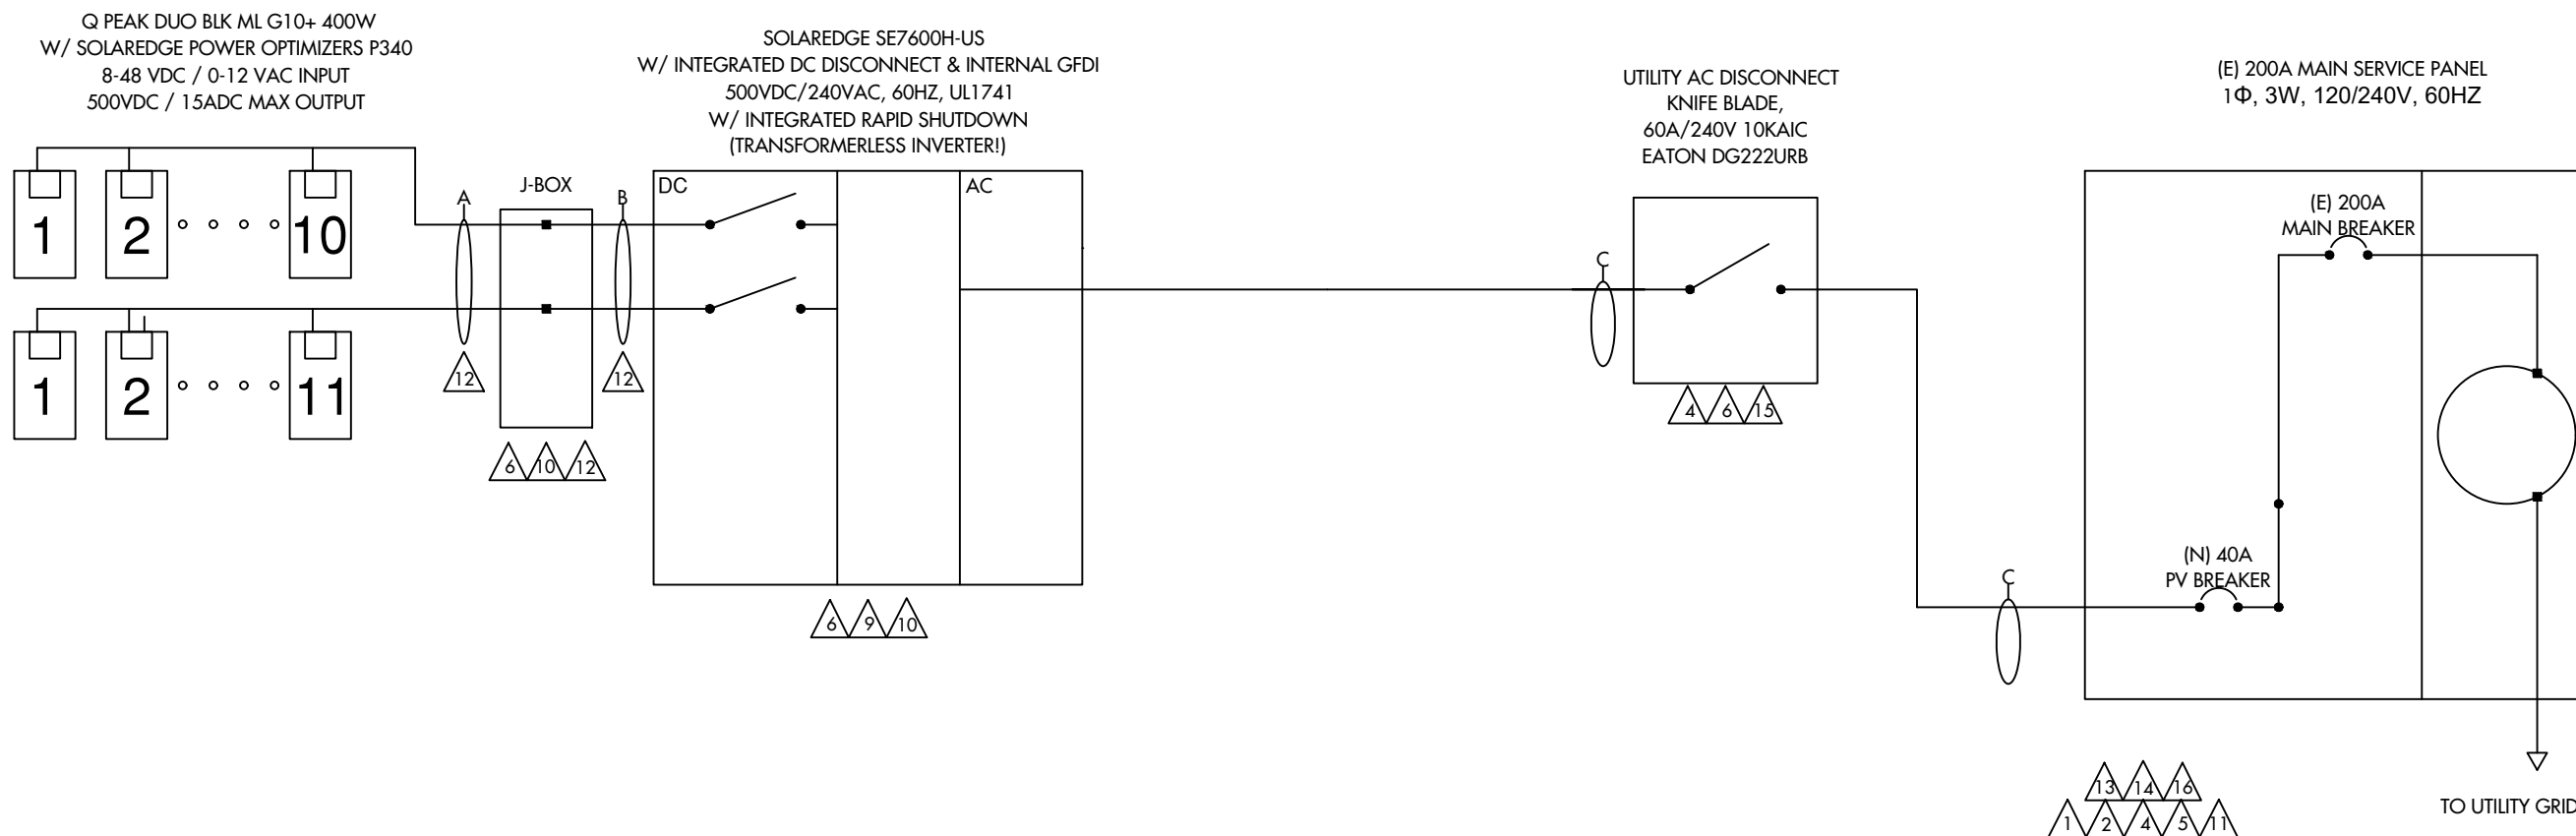 Q PEAK DUO BLK ML G10+ 400W
W/ SOLAREDGE POWER OPTIMIZERS P340
8-48 VDC / 0-12 VAC INPUT
500VDC / 15ADC MAX OUTPUT
1
2
10
1
2
11
A
12
J-BOX
6
10
12
B
12
SOLAREDGE SE7600H-US
W/ INTEGRATED DC DISCONNECT & INTERNAL GFDI
500VDC/240VAC, 60HZ, UL1741
W/ INTEGRATED RAPID SHUTDOWN
(TRANSFORMERLESS INVERTER!)
DC
AC
6
9
10
C
UTILITY AC DISCONNECT
KNIFE BLADE,
60A/240V 10KAIC
EATON DG222URB
4
6
15
C
(E) 200A MAIN SERVICE PANEL
1Φ, 3W, 120/240V, 60HZ
(E) 200A
MAIN BREAKER
(N) 40A
PV BREAKER
13
14
16
1
2
4
5
11
TO UTILITY GRID